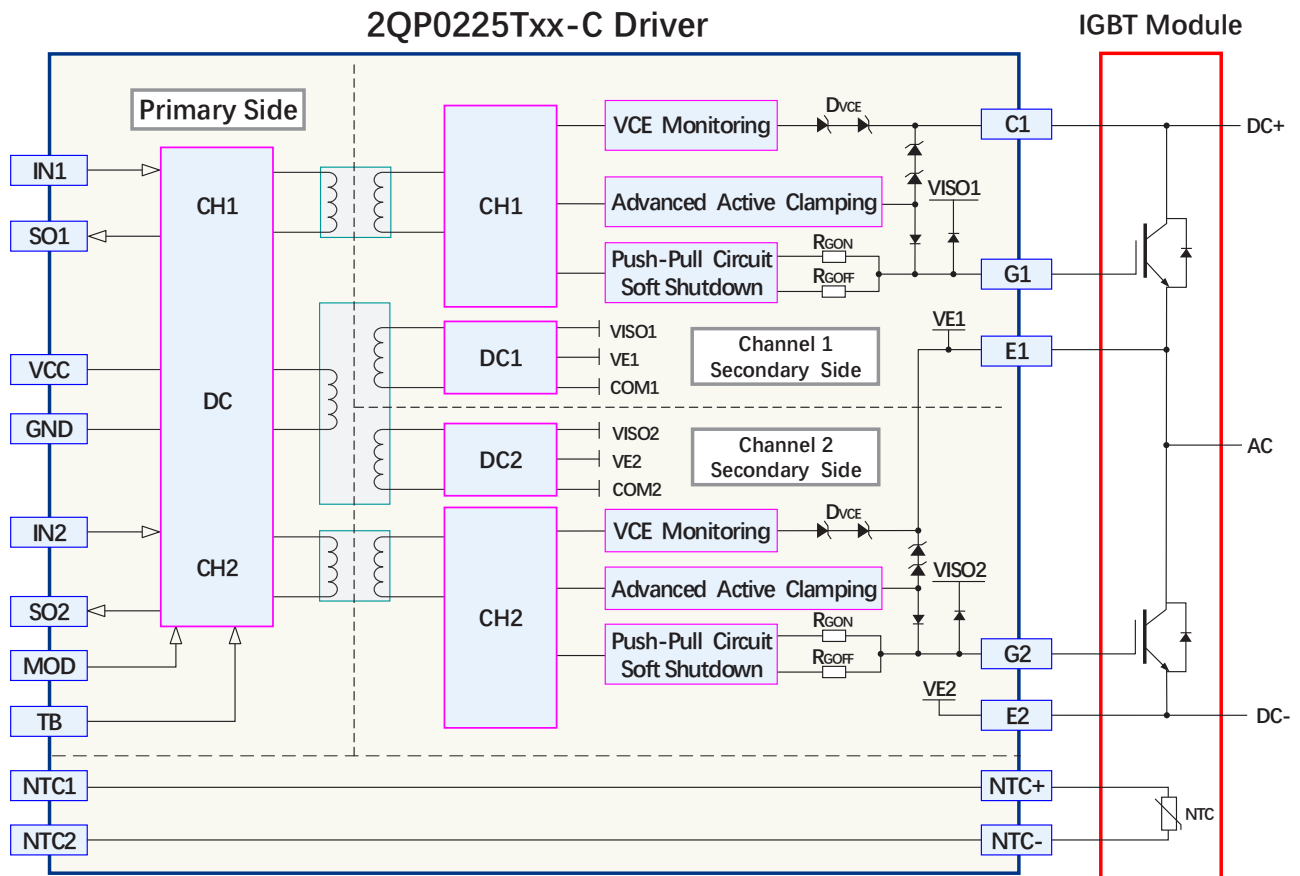 2QP0225Txx-C Driver
IGBT Module
Primary Side
IN1
SO1
VCC
GND
IN2
SO2
MOD
TB
NTC1
NTC2
CH1
DC
CH2
CH1
VCE Monitoring
DVCE
Advanced Active Clamping
Push-Pull Circuit
Soft Shutdown
RGON
RGOFF
VISO1
C1
G1
DC1
VISO1
VE1
COM1
Channel 1
Secondary Side
VE1
E1
DC2
VISO2
VE2
COM2
Channel 2
Secondary Side
CH2
VCE Monitoring
DVCE
Advanced Active Clamping
Push-Pull Circuit
Soft Shutdown
RGON
RGOFF
VISO2
G2
VE2
E2
NTC+
NTC-
DC+
AC
DC-
NTC